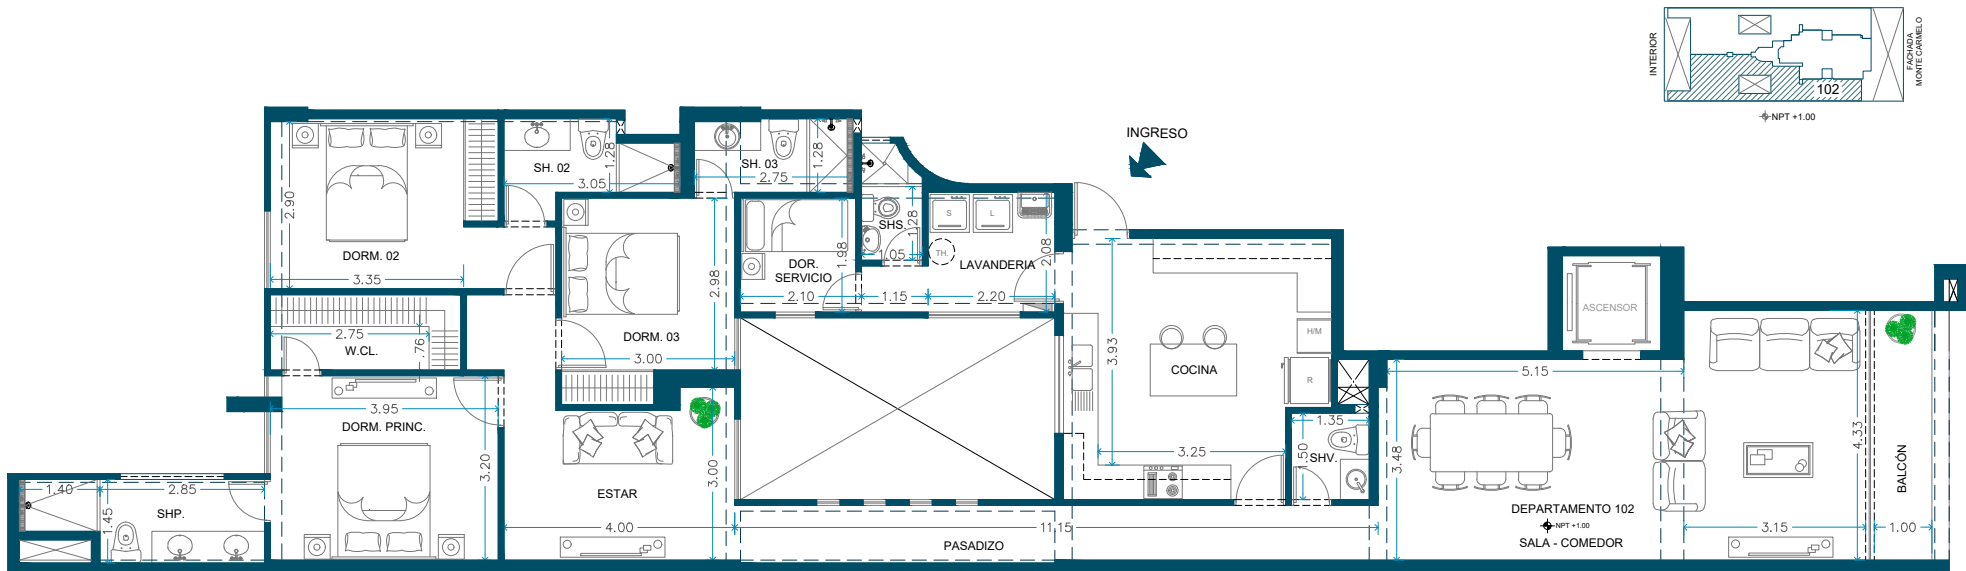 INTERIOR
FACHADA
MONTE CARMELO
102
NPT +1.00
INGRESO
SH. 02
1.28
3.05
SH. 03
1.28
2.75
2.90
DORM. 02
3.35
SHS.
1.28
1.05
S
L
TH.
LAVANDERIA
2.08
2.20
1.15
DOR.
SERVICIO
1.98
2.10
2.98
DORM. 03
3.00
2.75
W.CL.
.76
3.95
DORM. PRINC.
3.20
1.40
2.85
SHP.
1.45
ESTAR
3.00
4.00
11.15
PASADIZO
3.93
COCINA
3.25
H/M
R
1.35
SHV.
1.50
ASCENSOR
5.15
3.48
DEPARTAMENTO 102
NPT +1.00
SALA - COMEDOR
4.33
3.15
BALCÓN
1.00